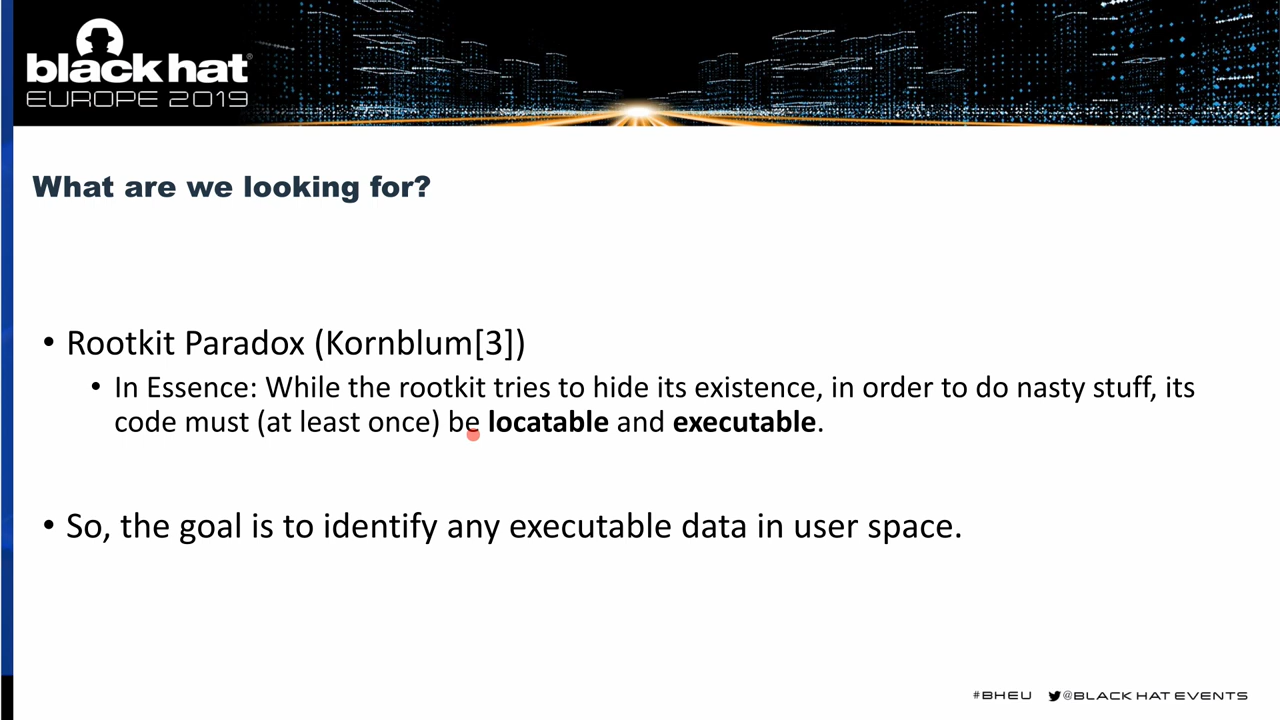 black hat®
EUROPE 2019
What are we looking for?
• Rootkit Paradox (Kornblum[3])
• In Essence: While the rootkit tries to hide its existence, in order to do nasty stuff, its
code must (at least once) be locatable and executable.
• So, the goal is to identify any executable data in user space.
#BHEU @BLACK HAT EVENTS